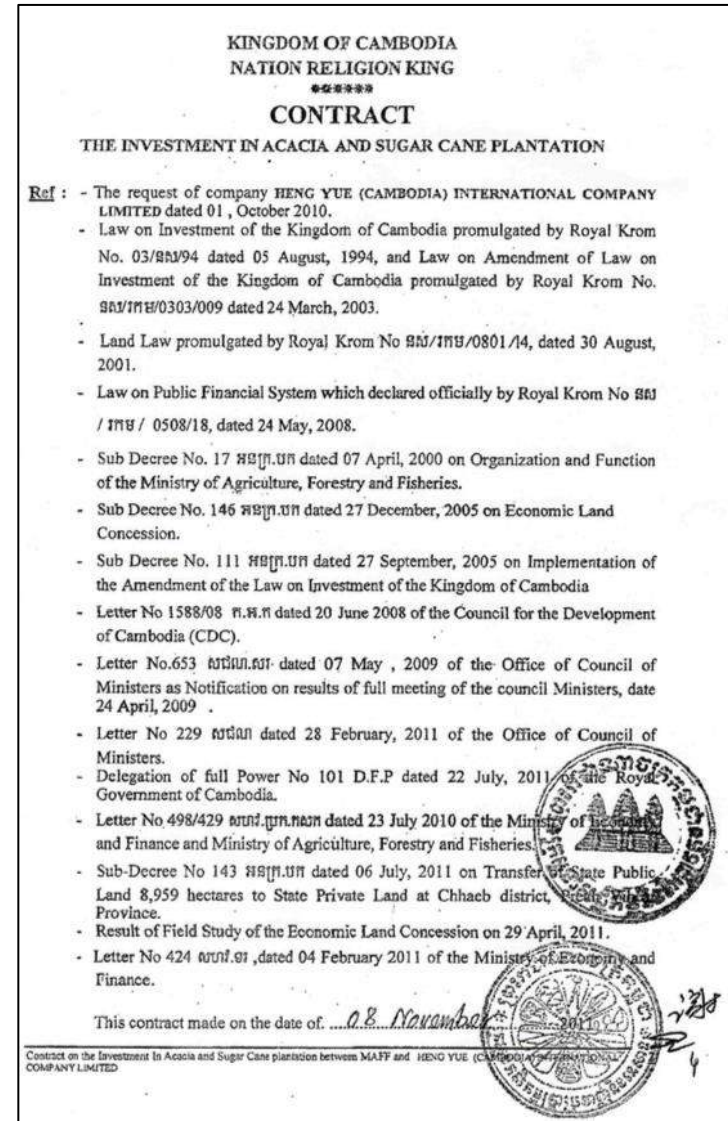 KINGDOM OF CAMBODIA
NATION RELIGION KING
******
CONTRACT
THE INVESTMENT IN ACACIA AND SUGAR CANE PLANTATION
Ref : - The request of company HENG YUE (CAMBODIA) INTERNATIONAL COMPANY
LIMITED dated 01 , October 2010.
- Law on Investment of the Kingdom of Cambodia promulgated by Royal Krom
No. 03/នស/94 dated 05 August, 1994, and Law on Amendment of Law on
Investment of the Kingdom of Cambodia promulgated by Royal Krom No.
នស/រកម/0303/009 dated 24 March, 2003.
- Land Law promulgated by Royal Krom No នស/រកម/0801/14, dated 30 August,
2001.
- Law on Public Financial System which declared officially by Royal Krom No នស
/ រកម / 0508/18, dated 24 May, 2008.
- Sub Decree No. 17 អនក្រ.បក dated 07 April, 2000 on Organization and Function
of the Ministry of Agriculture, Forestry and Fisheries.
- Sub Decree No. 146 អនក្រ.បក dated 27 December, 2005 on Economic Land
Concession.
- Sub Decree No. 111 អនក្រ.បក dated 27 September, 2005 on Implementation of
the Amendment of the Law on Investment of the Kingdom of Cambodia
- Letter No 1588/08 ក.អ.ក dated 20 June 2008 of the Council for the Development
of Cambodia (CDC).
- Letter No.653 dated 07 May , 2009 of the Office of Council of
Ministers as Notification on results of full meeting of the council Ministers, date
24 April, 2009 .
- Letter No 229 dated 28 February, 2011 of the Office of Council of
Ministers.
- Delegation of full Power No 101 D.F.P dated 22 July, 2011 of the Royal
Government of Cambodia.
- Letter No 498/429 dated 23 July 2010 of the Ministry of Economy
and Finance and Ministry of Agriculture, Forestry and Fisheries.
- Sub-Decree No 143 អនក្រ.បក dated 06 July, 2011 on Transfer of State Public
Land 8,959 hectares to State Private Land at Chhaeb district, Preah Vihear
Province.
- Result of Field Study of the Economic Land Concession on 29 April, 2011.
- Letter No 424 ,dated 04 February 2011 of the Ministry of Economy and
Finance.
This contract made on the date of. ....08 November........2011
Contract on the Investment In Acacia and Sugar Cane plantation between MAFF and HENG YUE (CAMBODIA) INTERNATIONAL
COMPANY LIMITED